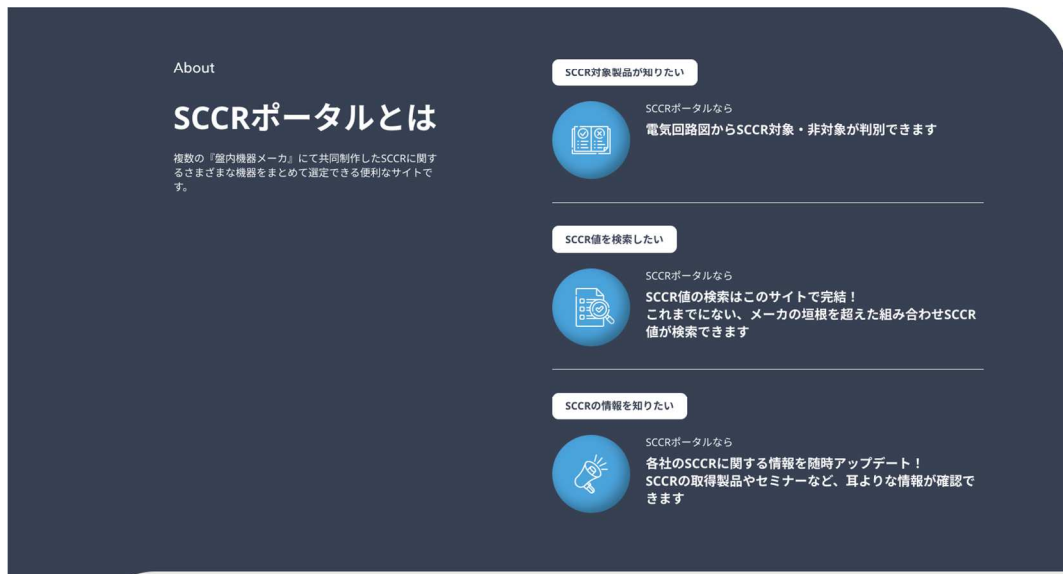 About
SCCRポータルとは
複数の『盤内機器メーカ』にて共同制作したSCCRに関す
るさまざまな機器をまとめて選定できる便利なサイトで
す。
SCCR対象製品が知りたい
SCCRポータルなら
電気回路図からSCCR対象・非対象が判別できます
SCCR値を検索したい
SCCRポータルなら
SCCR値の検索はこのサイトで完結！
これまでにない、メーカの垣根を超えた組み合わせSCCR
値が検索できます
SCCRの情報を知りたい
SCCRポータルなら
各社のSCCRに関する情報を随時アップデート！
SCCRの取得製品やセミナーなど、耳よりな情報が確認で
きます